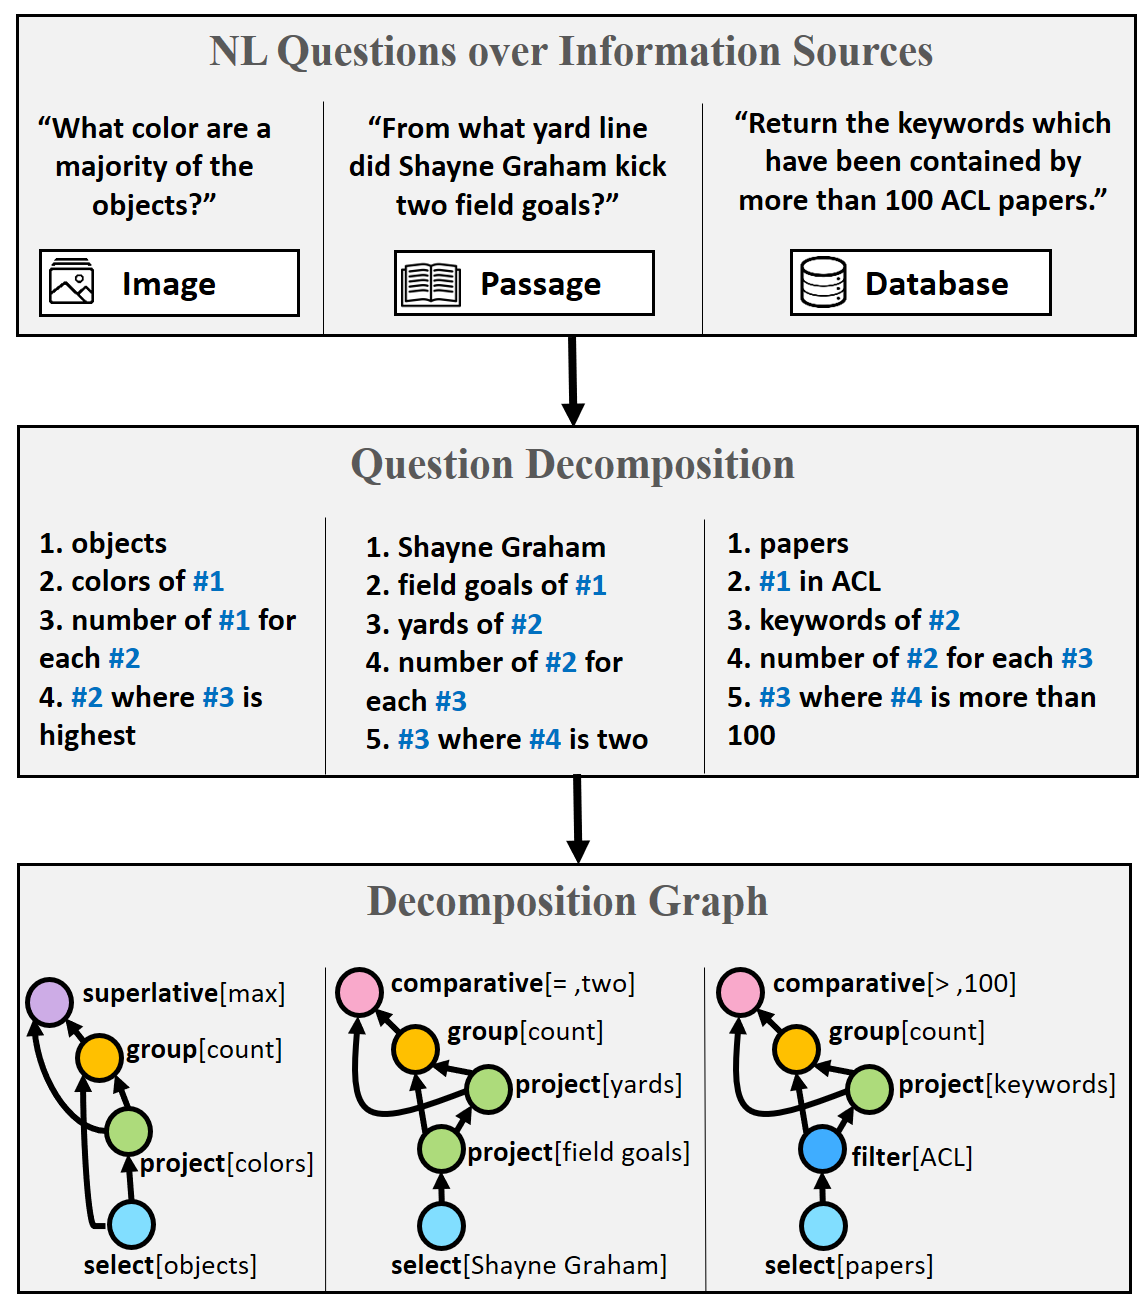 NL Questions over Information Sources
“What color are a
majority of the
objects?”
Image
“From what yard line
did Shayne Graham kick
two field goals?”
Passage
“Return the keywords which
have been contained by
more than 100 ACL papers.”
Database
Question Decomposition
1. objects
2. colors of #1
3. number of #1 for
each #2
4. #2 where #3 is
highest
1. Shayne Graham
2. field goals of #1
3. yards of #2
4. number of #2 for
each #3
5. #3 where #4 is two
1. papers
2. #1 in ACL
3. keywords of #2
4. number of #2 for each #3
5. #3 where #4 is more than
100
Decomposition Graph
superlative[max]
group[count]
project[colors]
select[objects]
comparative[= ,two]
group[count]
project[yards]
project[field goals]
select[Shayne Graham]
comparative[> ,100]
group[count]
project[keywords]
filter[ACL]
select[papers]